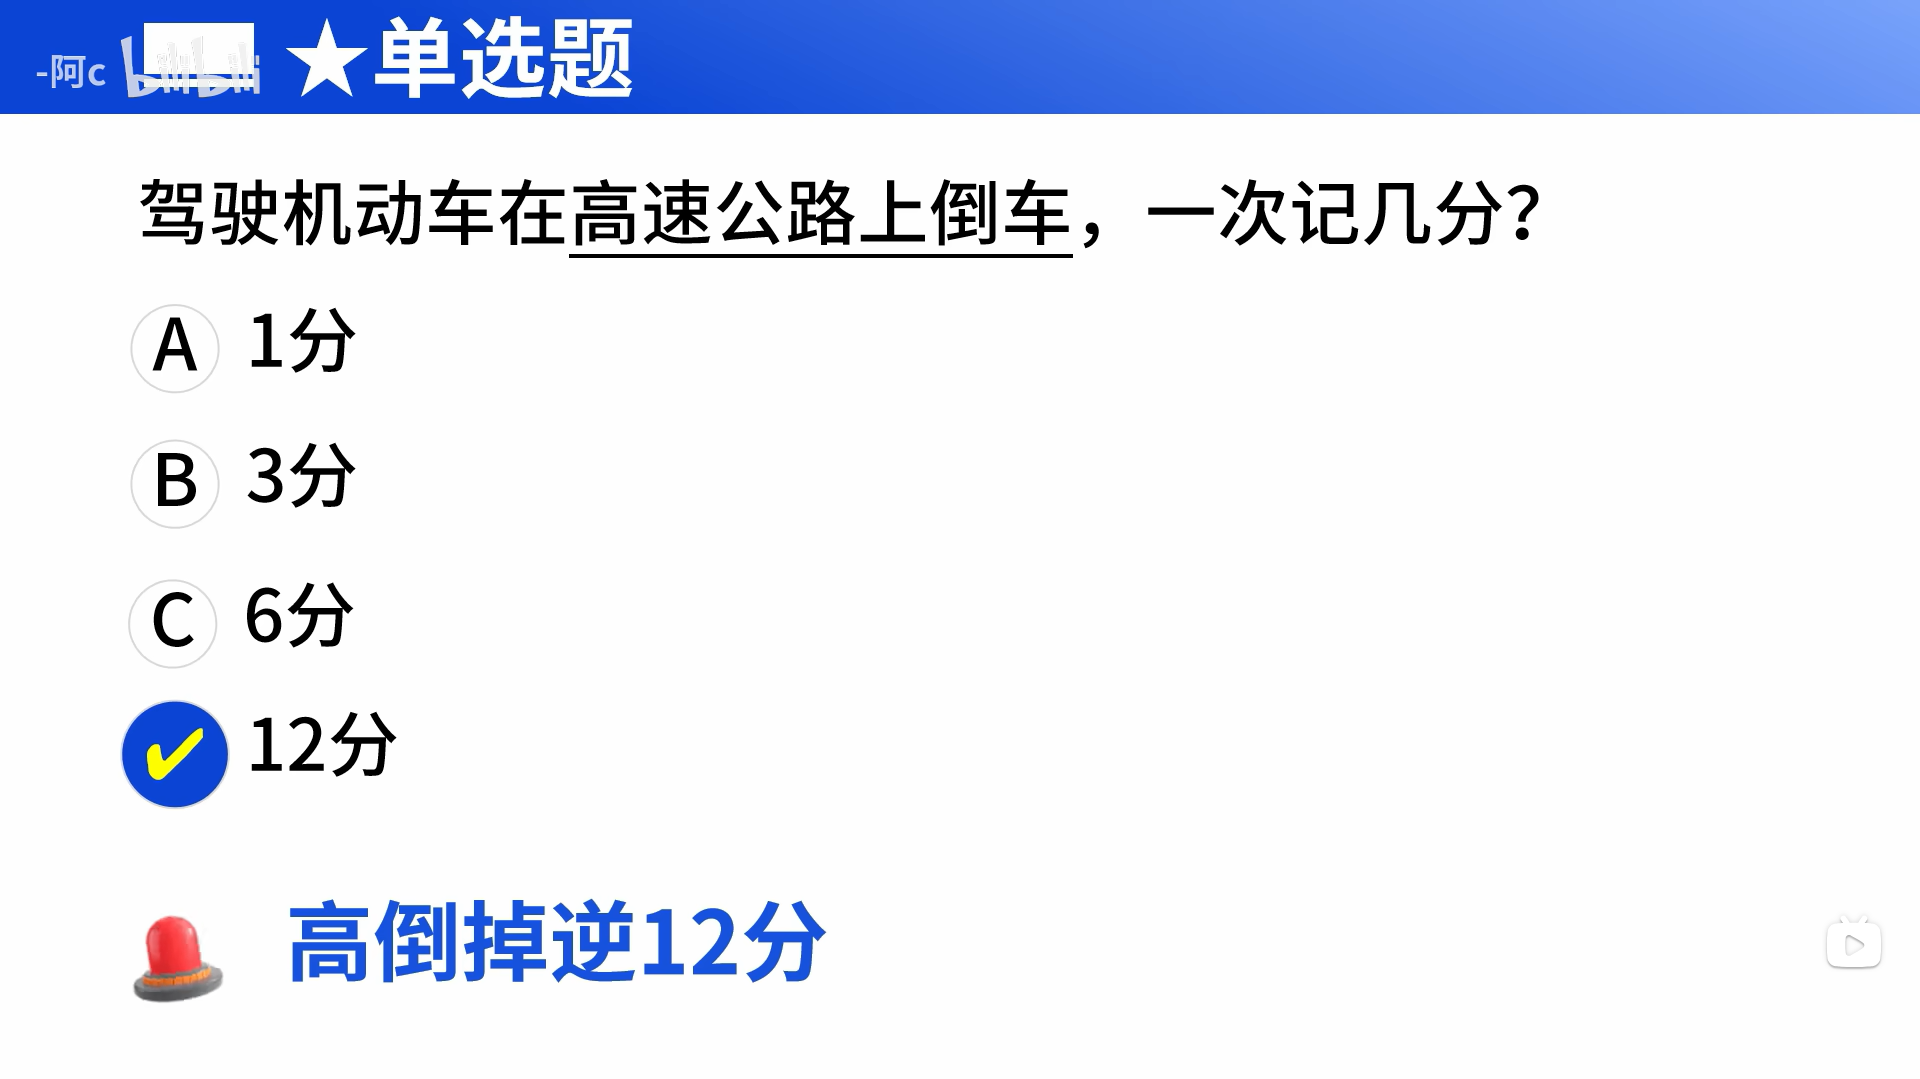 -阿c bilibili ★单选题
驾驶机动车在高速公路上倒车，一次记几分?
A 1分
B 3分
C 6分
✔ 12分
高倒掉逆12分